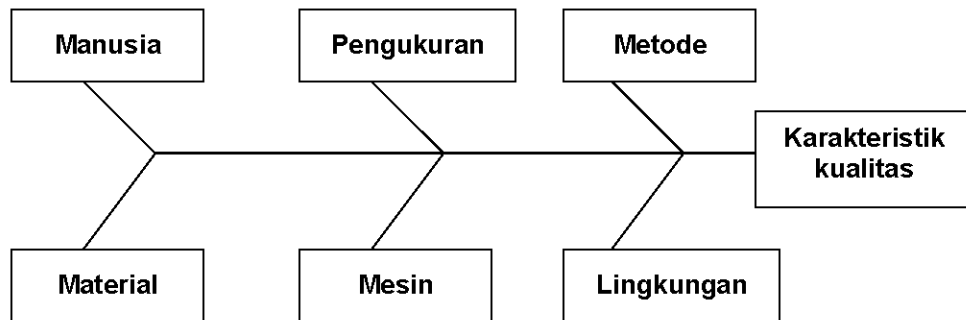 Manusia
Pengukuran
Metode
Karakteristik
kualitas
Material
Mesin
Lingkungan